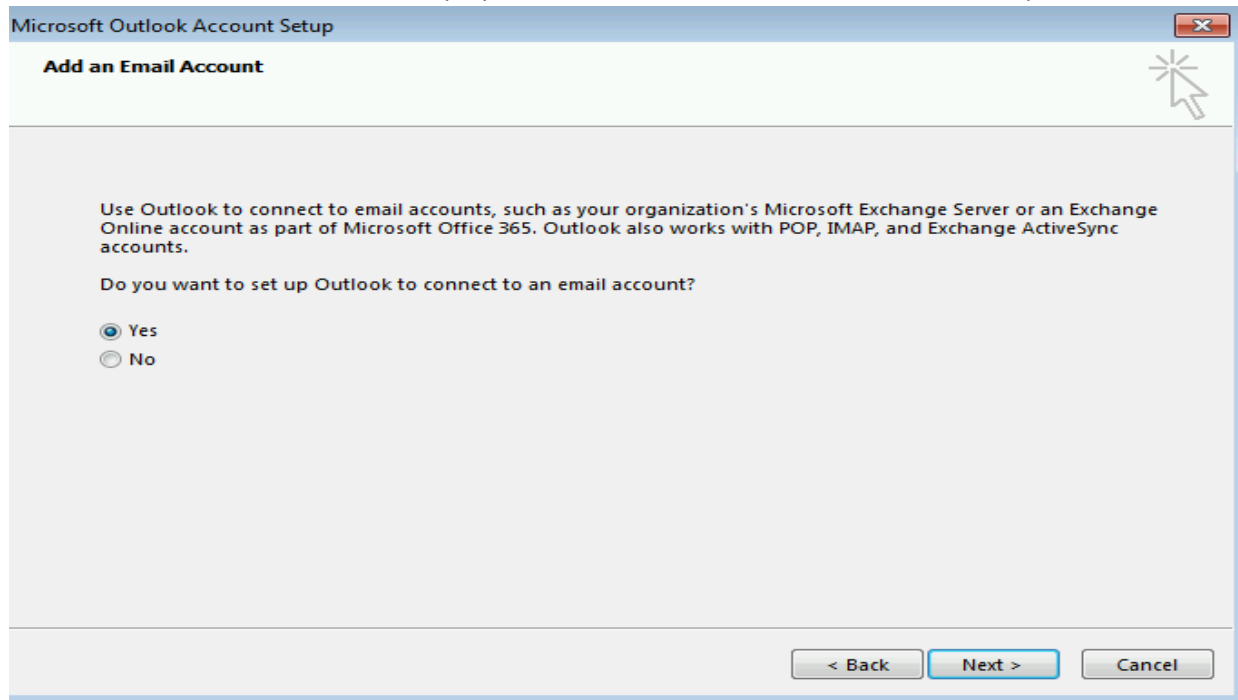 Microsoft Outlook Account Setup
Add an Email Account
Use Outlook to connect to email accounts, such as your organization's Microsoft Exchange Server or an Exchange
Online account as part of Microsoft Office 365. Outlook also works with POP, IMAP, and Exchange ActiveSync
accounts.
Do you want to set up Outlook to connect to an email account?
Yes
No
< Back Next > Cancel